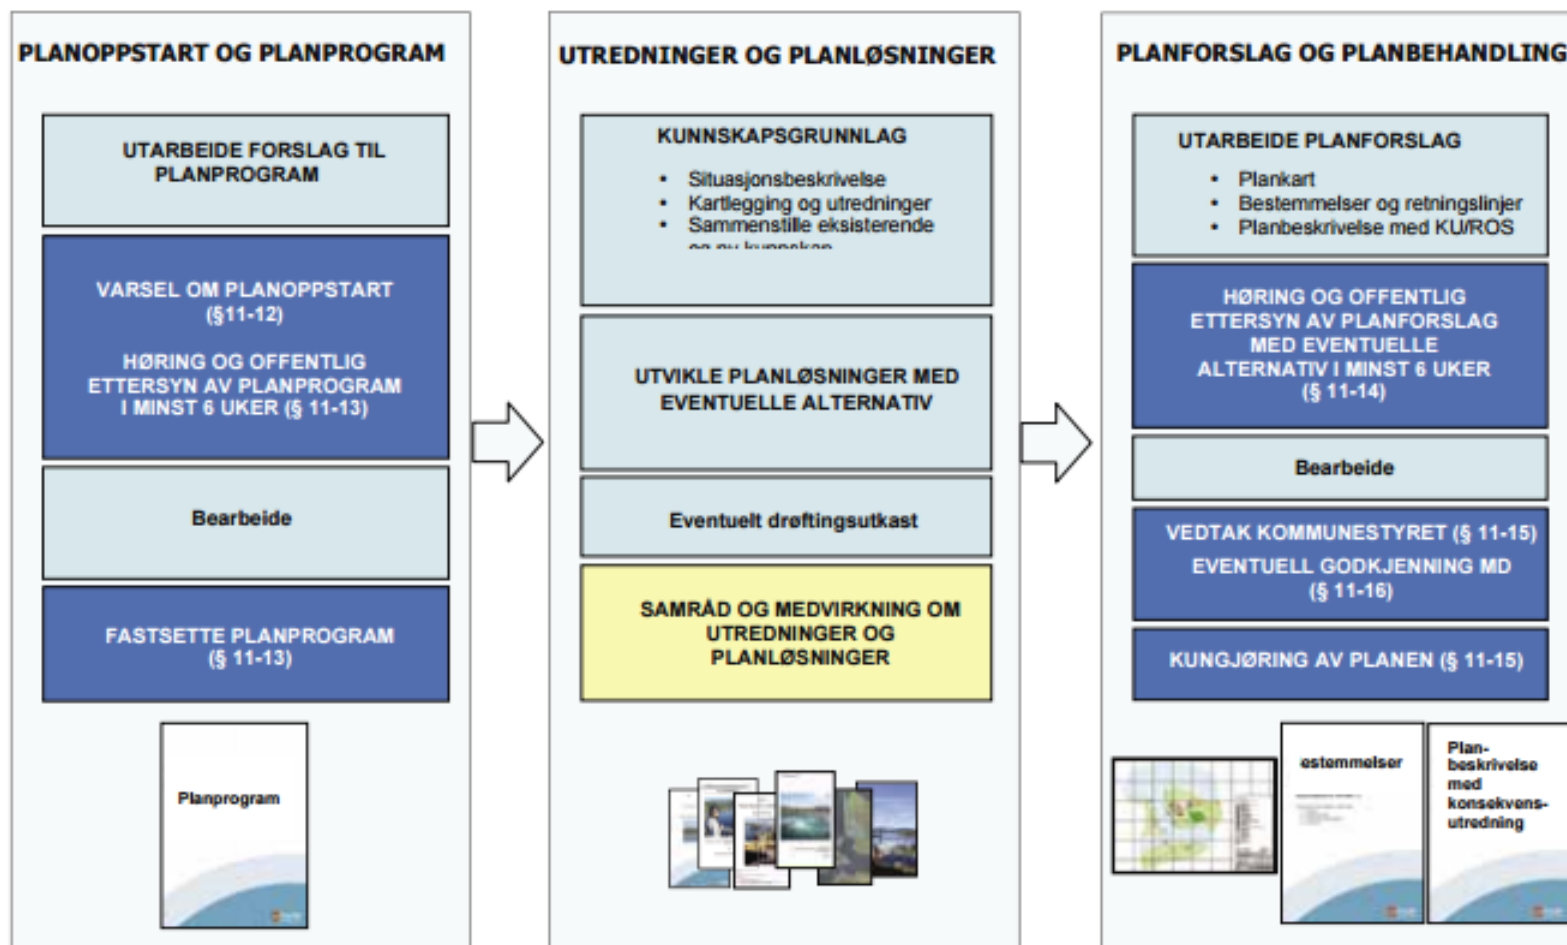 PLANOPPSTART OG PLANPROGRAM
UTARBEIDE FORSLAG TIL
PLANPROGRAM
VARSEL OM PLANOPPSTART
(§11-12)
HØRING OG OFFENTLIG
ETTERSYN AV PLANPROGRAM
I MINST 6 UKER (§ 11-13)
Bearbeide
FASTSETTE PLANPROGRAM
(§ 11-13)
Planprogram
UTREDNINGER OG PLANLØSNINGER
KUNNSKAPSGRUNNLAG
• Situasjonsbeskrivelse
• Kartlegging og utredninger
• Sammenstille eksisterende
og ny kunnskap
UTVIKLE PLANLØSNINGER MED
EVENTUELLE ALTERNATIV
Eventuelt drøftingsutkast
SAMRÅD OG MEDVIRKNING OM
UTREDNINGER OG
PLANLØSNINGER
PLANFORSLAG OG PLANBEHANDLING
UTARBEIDE PLANFORSLAG
• Plankart
• Bestemmelser og retningslinjer
• Planbeskrivelse med KU/ROS
HØRING OG OFFENTLIG
ETTERSYN AV PLANFORSLAG
MED EVENTUELLE
ALTERNATIV I MINST 6 UKER
(§ 11-14)
Bearbeide
VEDTAK KOMMUNESTYRET (§ 11-15)
EVENTUELL GODKJENNING MD
(§ 11-16)
KUNGJØRING AV PLANEN (§ 11-15)
estemmelser
Plan-
beskrivelse
med
konsekvens-
utredning